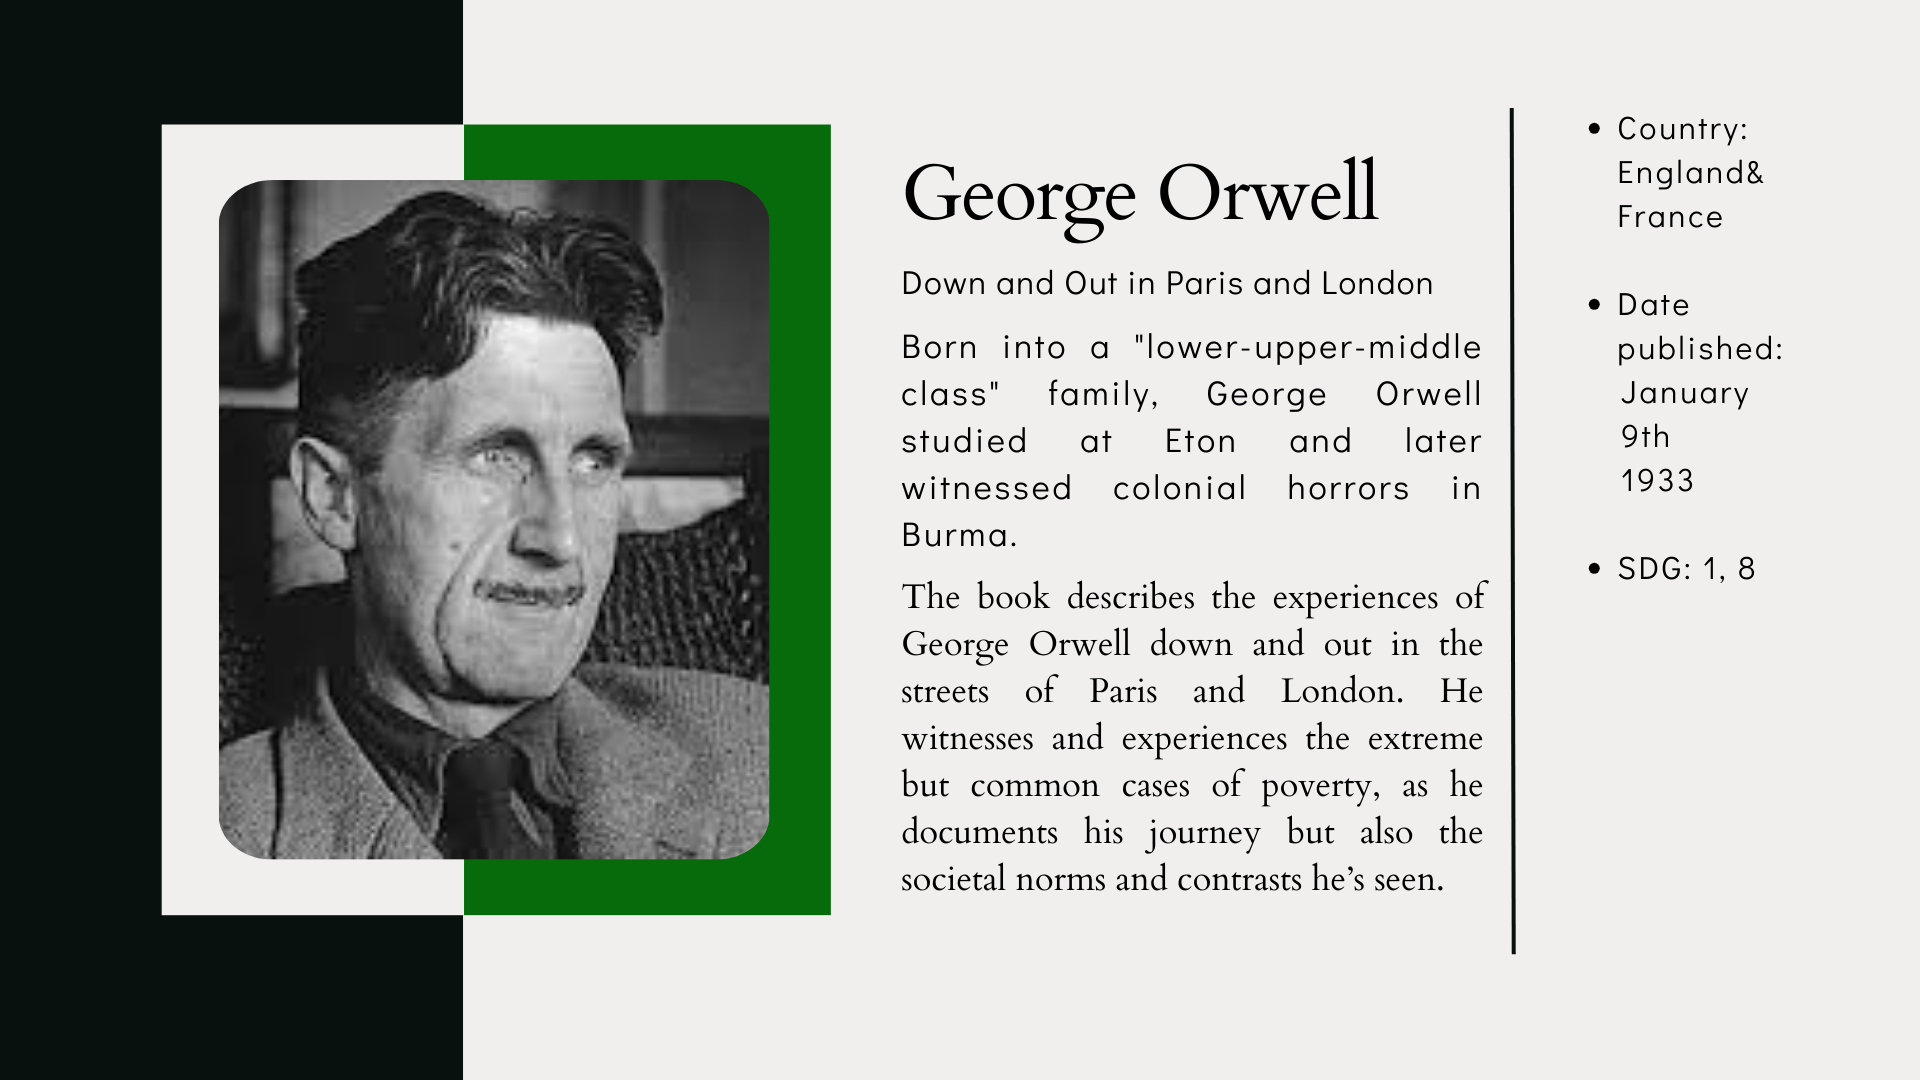 George Orwell
Down and Out in Paris and London
Born into a "lower-upper-middle
class" family, George Orwell
studied at Eton and later
witnessed colonial horrors in
Burma.
The book describes the experiences of
George Orwell down and out in the
streets of Paris and London. He
witnesses and experiences the extreme
but common cases of poverty, as he
documents his journey but also the
societal norms and contrasts he’s seen.
• Country:
England&
France
• Date
published:
January
9th
1933
• SDG: 1, 8